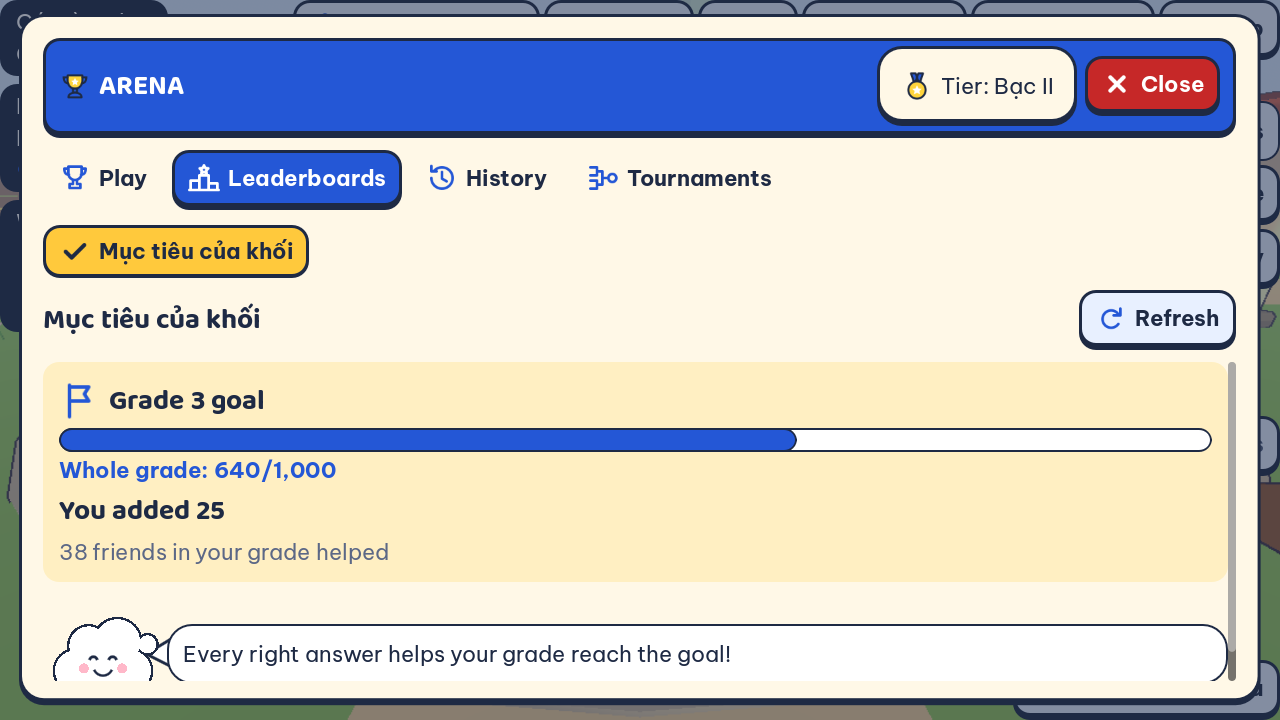 ARENA
Tier: Bạc II
Close
Play
Leaderboards
History
Tournaments
Mục tiêu của khối
Mục tiêu của khối
Refresh
Grade 3 goal
Whole grade: 640/1,000
You added 25
38 friends in your grade helped
Every right answer helps your grade reach the goal!